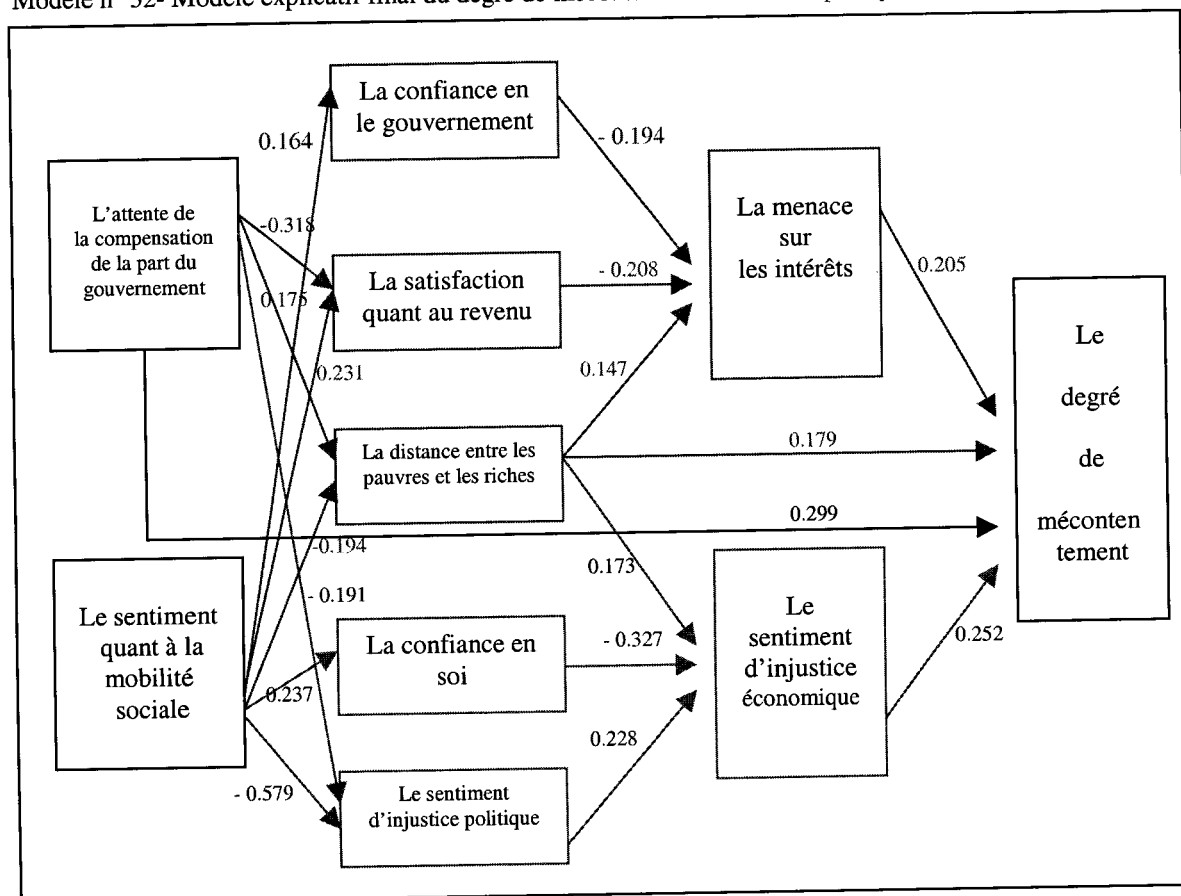 La confiance en
le gouvernement
0.164
- 0.194
L'attente de
la compensation
de la part du
gouvernement
La menace
sur
les intérêts
-0.318
La satisfaction
quant au revenu
- 0.208
0.205
0.175
0.231
0.147
Le
degré
de
méconten
tement
La distance entre les
pauvres et les riches
0.179
0.299
-0.194
0.173
Le sentiment
quant à la
mobilité
sociale
- 0.191
La confiance en
soi
- 0.327
Le
sentiment
d'injustice
économique
0.252
0.237
0.228
- 0.579
Le sentiment
d'injustice politique